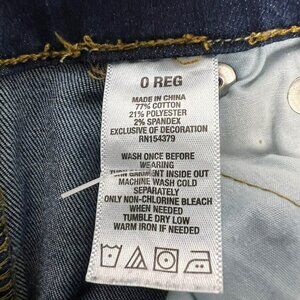 0 REG
MADE IN CHINA
77% COTTON
21% POLYESTER
2% SPANDEX
EXCLUSIVE OF DECORATION
RN154379
WASH ONCE BEFORE
WEARING
TURN GARMENT INSIDE OUT
MACHINE WASH COLD
SEPARATELY
ONLY NON-CHLORINE BLEACH
WHEN NEEDED
TUMBLE DRY LOW
WARM IRON IF NEEDED